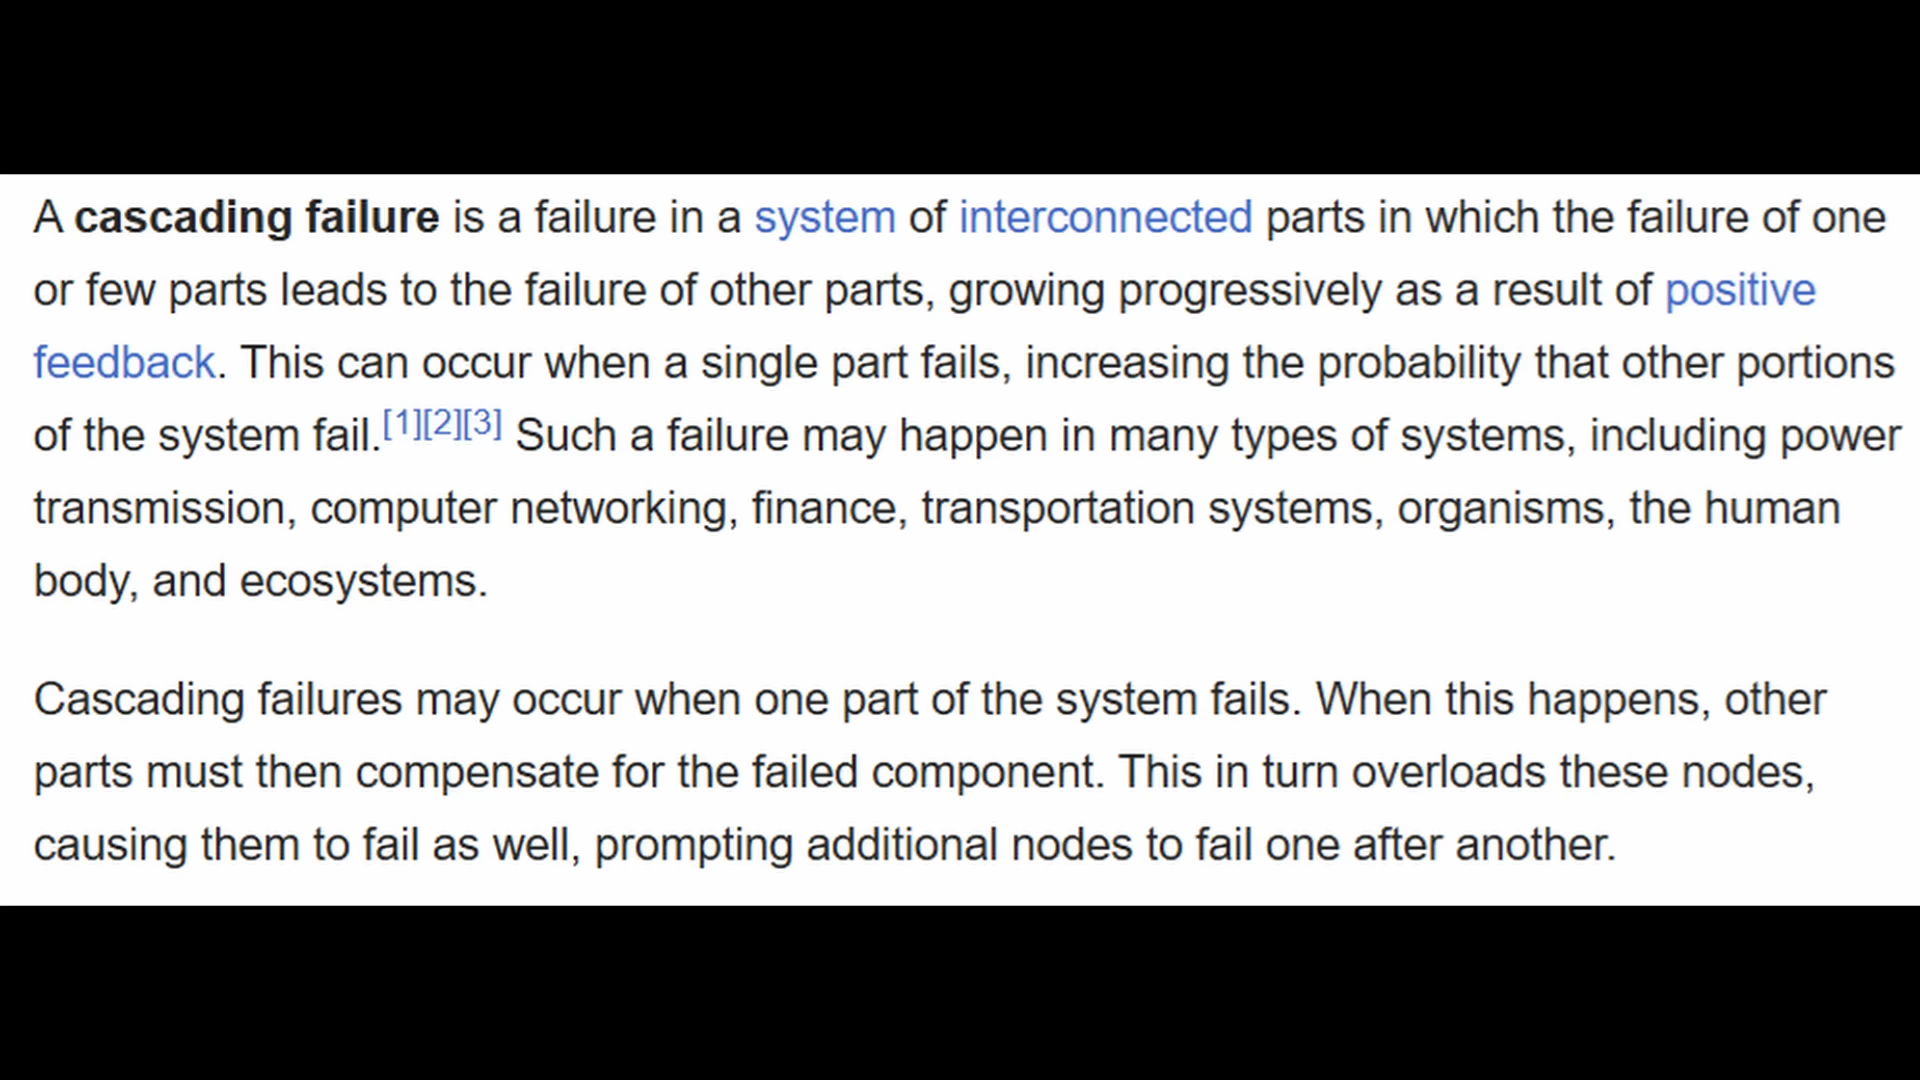 A cascading failure is a failure in a system of interconnected parts in which the failure of one
or few parts leads to the failure of other parts, growing progressively as a result of positive
feedback. This can occur when a single part fails, increasing the probability that other portions
of the system fail.[1][2][3] Such a failure may happen in many types of systems, including power
transmission, computer networking, finance, transportation systems, organisms, the human
body, and ecosystems.
Cascading failures may occur when one part of the system fails. When this happens, other
parts must then compensate for the failed component. This in turn overloads these nodes,
causing them to fail as well, prompting additional nodes to fail one after another.